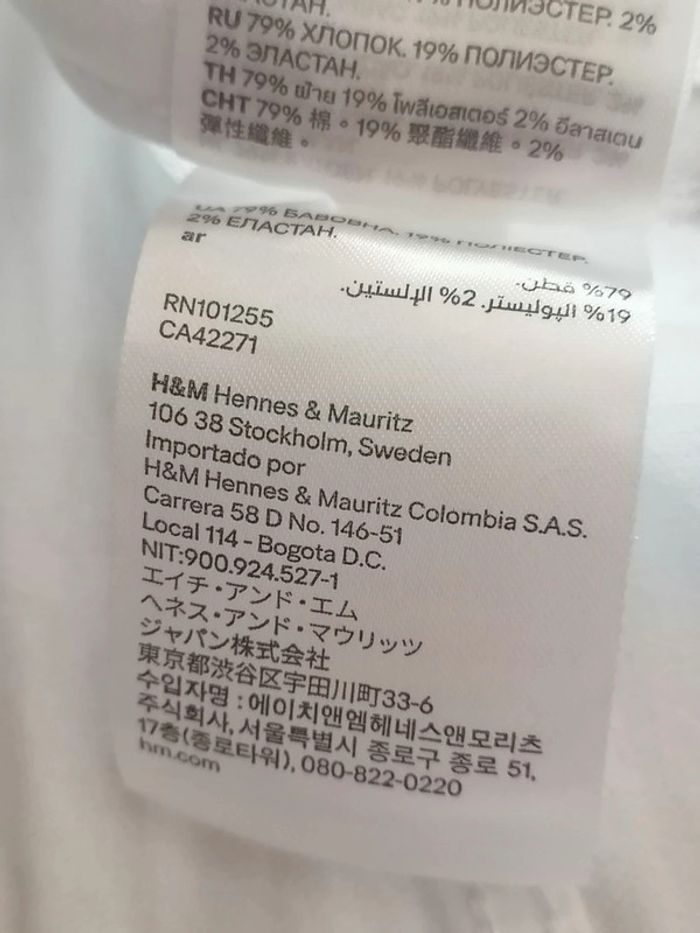 ПОЛИЭСТЕР. 2%
ЭЛАСТАН.
RU 79% ХЛОПОК. 19% ПОЛИЭСТЕР.
2% ЭЛАСТАН.
TH 79% ฝ้าย 19% โพลีเอสเตอร์ 2% อีลาสเตน
CHT 79% 棉。19% 聚酯纖維。2%
彈性纖維。
UA 79% БАВОВНА. 19% ПОЛІЕСТЕР.
2% ЕЛАСТАН.
ar
79% قطن.
19% البوليستر. 2% الإلستين.
RN101255
CA42271
H&M Hennes & Mauritz
106 38 Stockholm, Sweden
Importado por
H&M Hennes & Mauritz Colombia S.A.S.
Carrera 58 D No. 146-51
Local 114 - Bogota D.C.
NIT:900.924.527-1
エイチ・アンド・エム
ヘネス・アンド・マウリッツ
ジャパン株式会社
東京都渋谷区宇田川町33-6
수입자명 : 에이치앤엠헤네스앤모리츠
주식회사, 서울특별시 종로구 종로 51,
17층(종로타워), 080-822-0220
hm.com